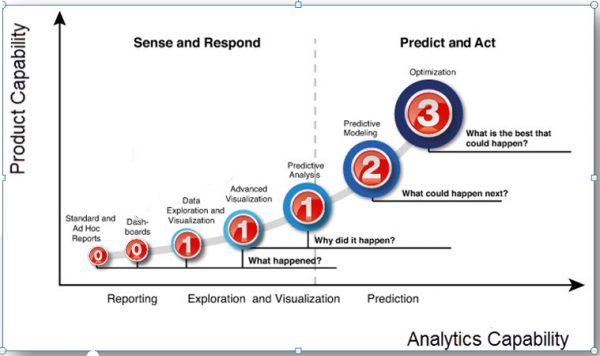 Product Capability
Sense and Respond
Predict and Act
Optimization
3
What is the best that
could happen?
Predictive
Modeling
2
What could happen next?
Predictive
Analysis
1
Why did it happen?
Advanced
Visualization
1
Data
Exploration and
Visualization
1
Dash-
boards
0
Standard and
Ad Hoc
Reports
0
What happened?
Reporting
Exploration and Visualization
Prediction
Analytics Capability